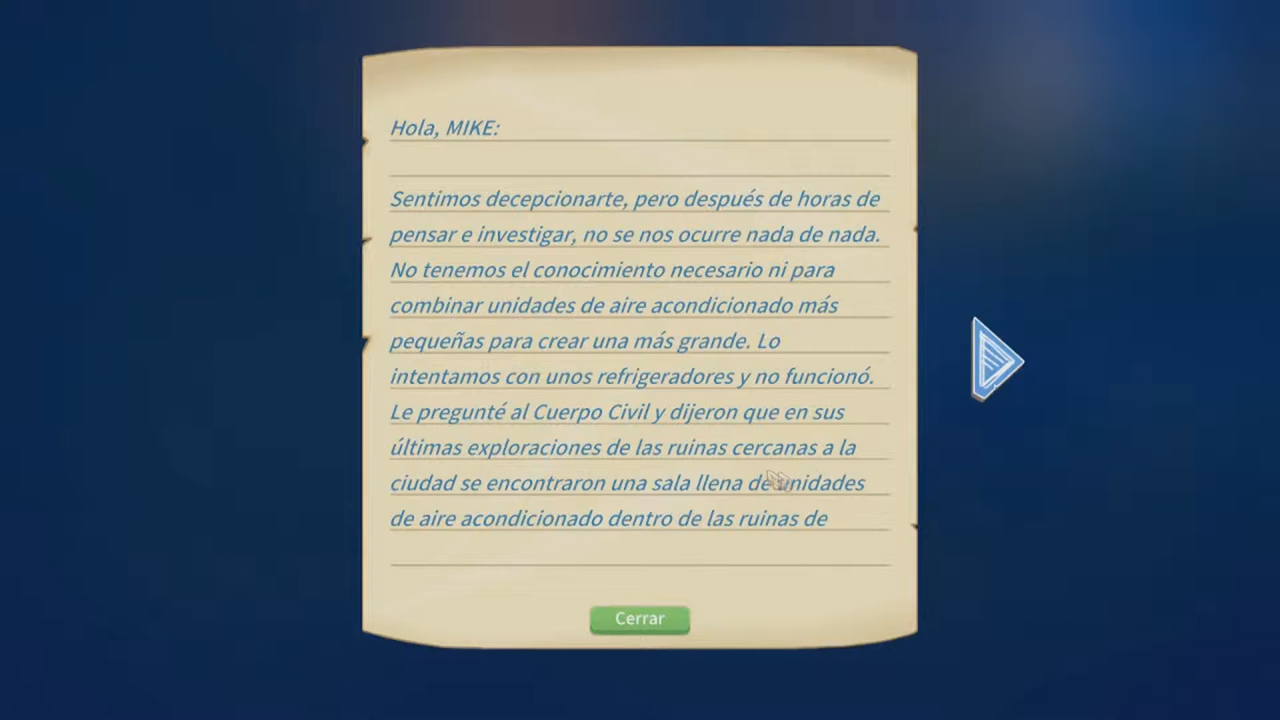 Hola, MIKE:
Sentimos decepcionarte, pero después de horas de
pensar e investigar, no se nos ocurre nada de nada.
No tenemos el conocimiento necesario ni para
combinar unidades de aire acondicionado más
pequeñas para crear una más grande. Lo
intentamos con unos refrigeradores y no funcionó.
Le pregunté al Cuerpo Civil y dijeron que en sus
últimas exploraciones de las ruinas cercanas a la
ciudad se encontraron una sala llena de unidades
de aire acondicionado dentro de las ruinas de
Cerrar